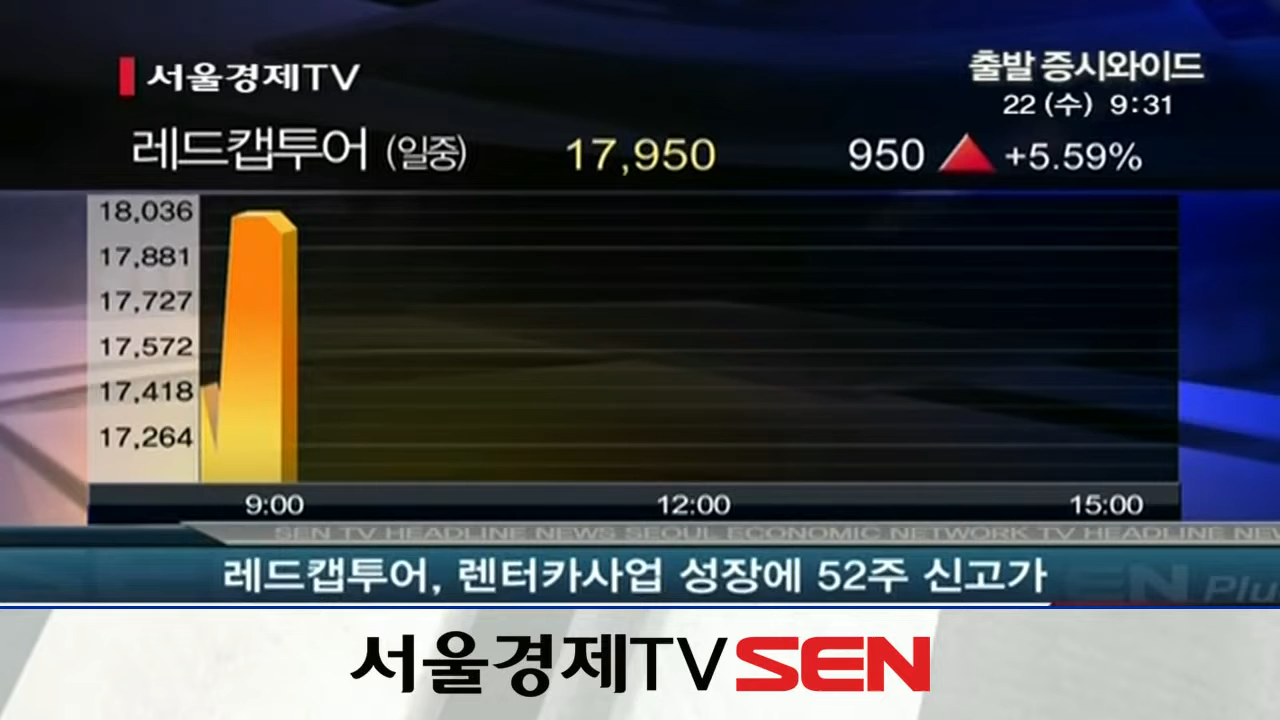 서울경제TV
출발 증시와이드
22 (수) 9:31
레드캡투어 (일중) 17,950 950 ▲ +5.59%
18,036
17,881
17,727
17,572
17,418
17,264
9:00 12:00 15:00
SEN TV HEADLINE NEWS SEOUL ECONOMIC NETWORK TV HEADLINE NE
레드캡투어, 렌터카사업 성장에 52주 신고가
EN Plu
서울경제TV SEN